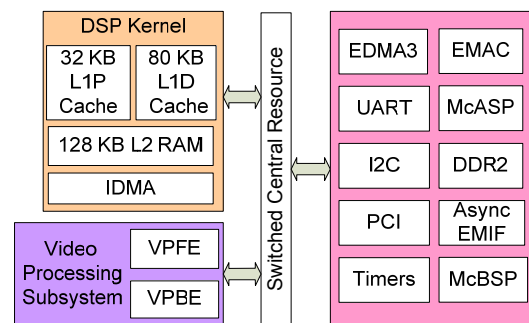 DSP Kernel
32 KB
L1P
Cache
80 KB
L1D
Cache
128 KB L2 RAM
IDMA
Video
Processing
Subsystem
VPFE
VPBE
Switched Central Resource
EDMA3
EMAC
UART
McASP
I2C
DDR2
PCI
Async
EMIF
Timers
McBSP